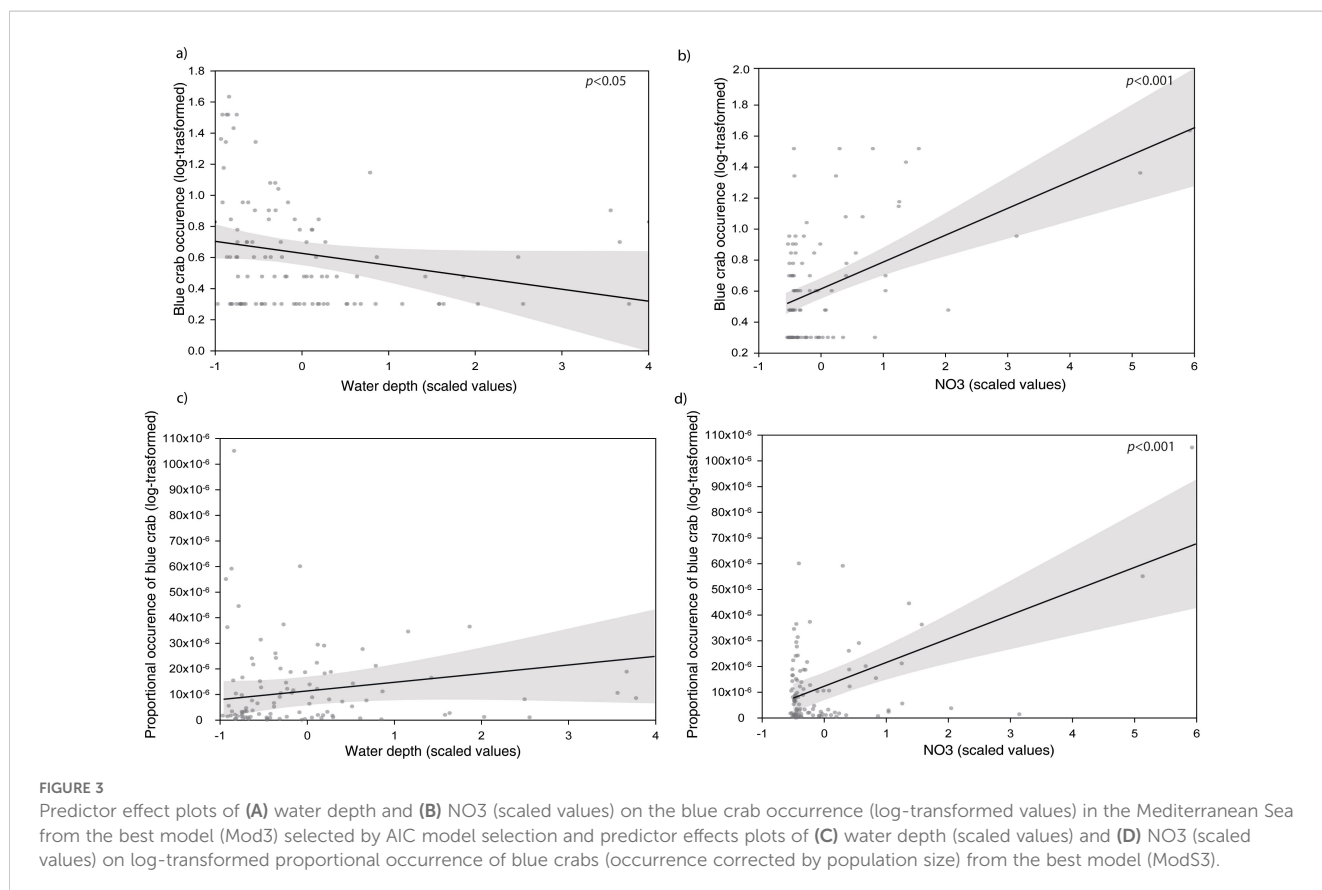 a)
p<0.05
Blue crab occurence (log-trasformed)
1.8
1.6
1.4
1.2
1.0
0.8
0.6
0.4
0.2
0.0
-1 0 1 2 3 4
Water depth (scaled values)
b)
p<0.001
Blue crab occurence (log-trasformed)
2.0
1.8
1.6
1.4
1.2
1.0
0.8
0.6
0.4
0.2
-1 0 1 2 3 4 5 6
NO3 (scaled values)
c)
Proportional occurence of blue crab (log-trasformed)
110x10-6
100x10-6
90x10-6
80x10-6
70x10-6
60x10-6
50x10-6
40x10-6
30x10-6
20x10-6
10x10-6
0
-1 0 1 2 3 4
Water depth (scaled values)
d)
p<0.001
Proportional occurence of blue crab (log-trasformed)
110x10-6
100x10-6
90x10-6
80x10-6
70x10-6
60x10-6
50x10-6
40x10-6
30x10-6
20x10-6
10x10-6
0
-1 0 1 2 3 4 5 6
NO3 (scaled values)
FIGURE 3
Predictor effect plots of (A) water depth and (B) NO3 (scaled values) on the blue crab occurrence (log-transformed values) in the Mediterranean Sea
from the best model (Mod3) selected by AIC model selection and predictor effects plots of (C) water depth (scaled values) and (D) NO3 (scaled
values) on log-transformed proportional occurrence of blue crabs (occurrence corrected by population size) from the best model (ModS3).